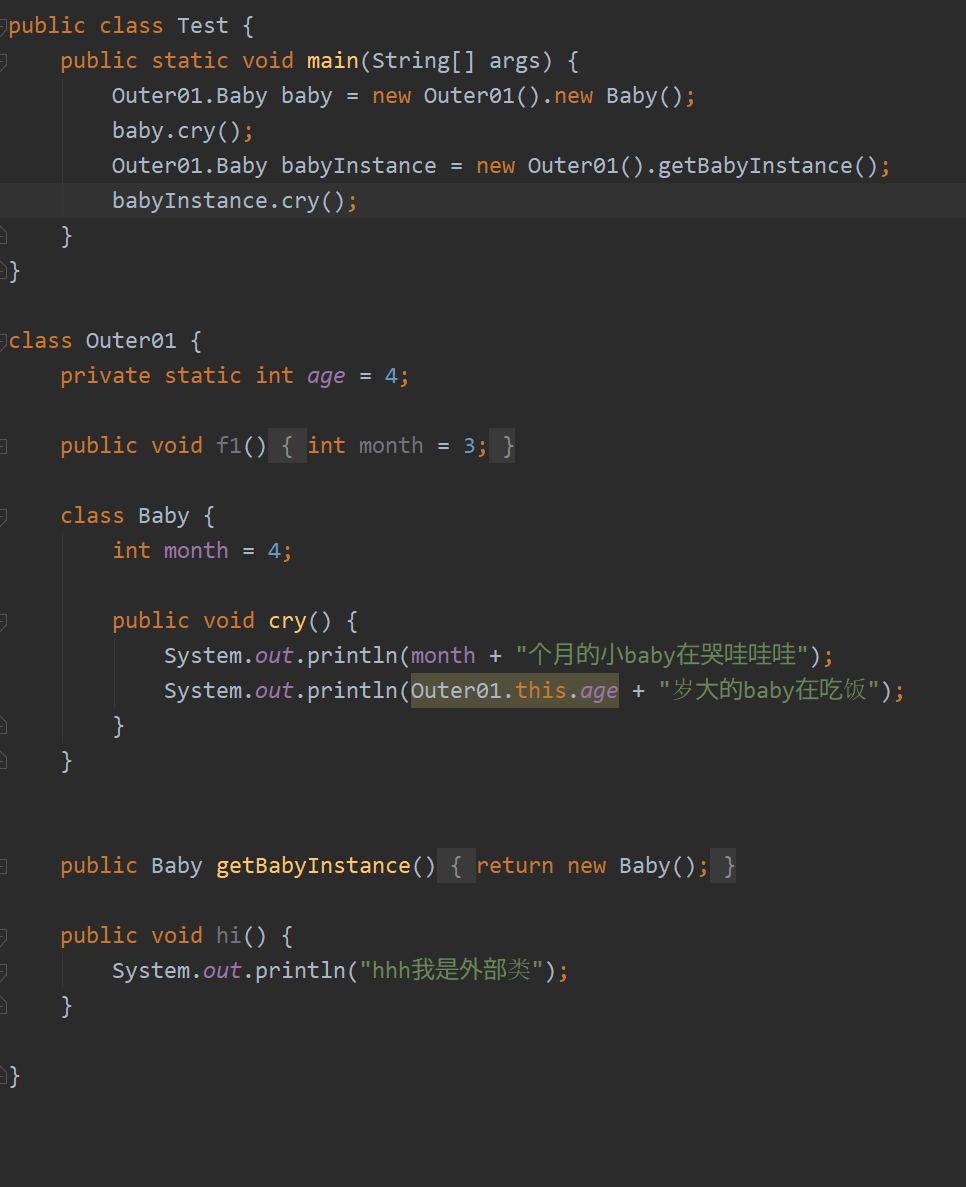 public class Test {
    public static void main(String[] args) {
        Outer01.Baby baby = new Outer01().new Baby();
        baby.cry();
        Outer01.Baby babyInstance = new Outer01().getBabyInstance();
        babyInstance.cry();
    }
}
class Outer01 {
    private static int age = 4;
    public void f1() { int month = 3; }
    class Baby {
        int month = 4;
        public void cry() {
            System.out.println(month + "个月的小baby在哭哇哇哇");
            System.out.println(Outer01.this.age + "岁大的baby在吃饭");
        }
    }
    public Baby getBabyInstance() { return new Baby(); }
    public void hi() {
        System.out.println("hhh我是外部类");
    }
}